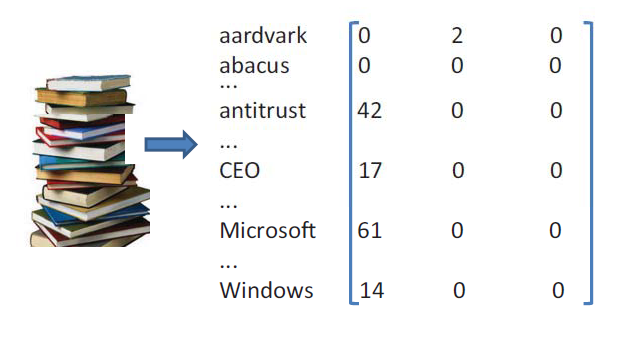 aardvark 0 2 0
abacus 0 0 0
...
antitrust 42 0 0
...
CEO 17 0 0
...
Microsoft 61 0 0
...
Windows 14 0 0